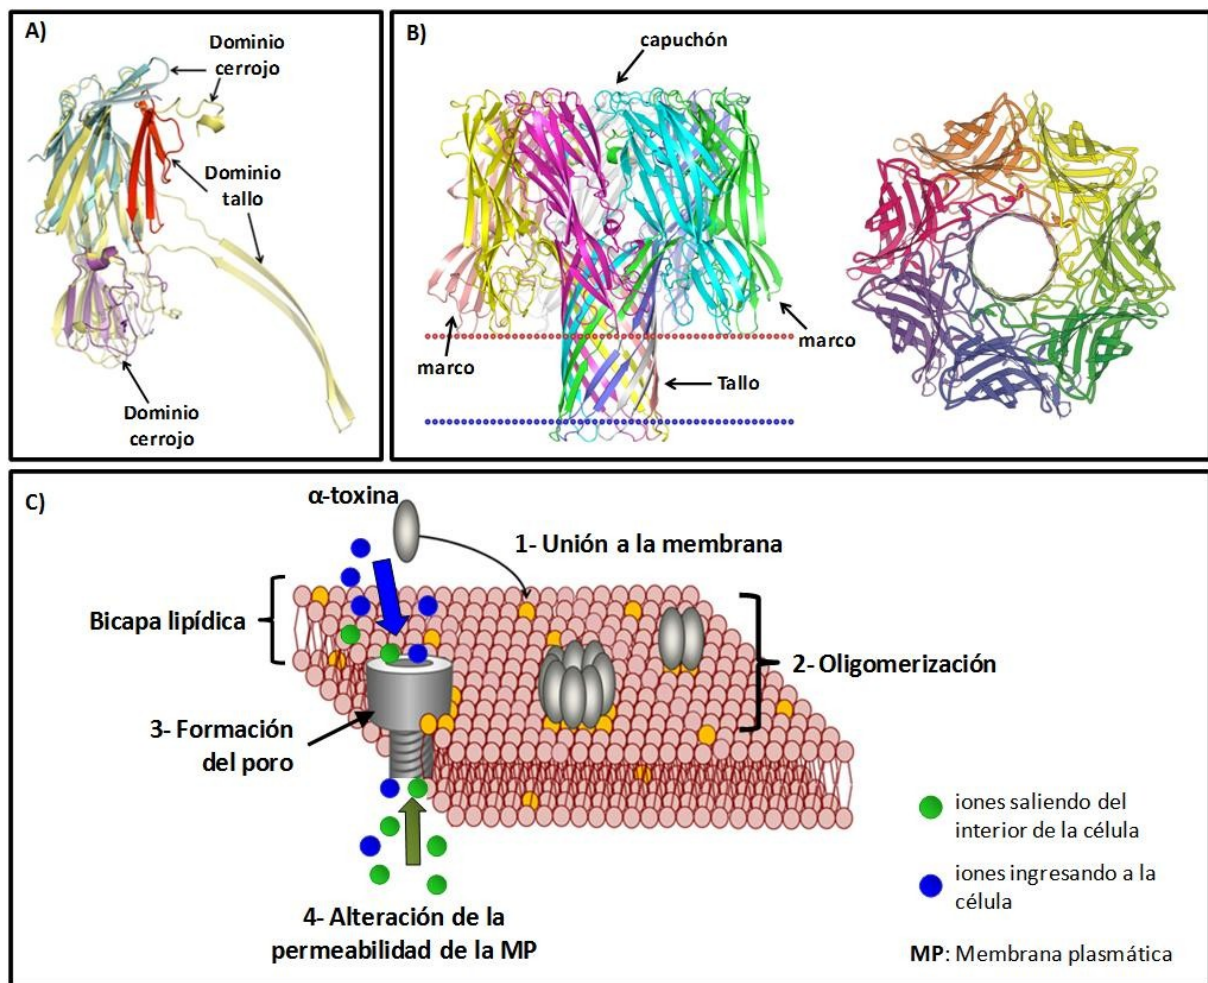 A)
Dominio
cerrojo
Dominio
cerrojo
Dominio
tallo
Dominio
cerrojo
B)
capuchón
marco
marco
Tallo
C)
α-toxina
1- Unión a la membrana
Bicapa lipídica
2- Oligomerización
3- Formación
del poro
4- Alteración de la
permeabilidad de la MP
iones saliendo del
interior de la célula
iones ingresando a la
célula
MP: Membrana plasmática